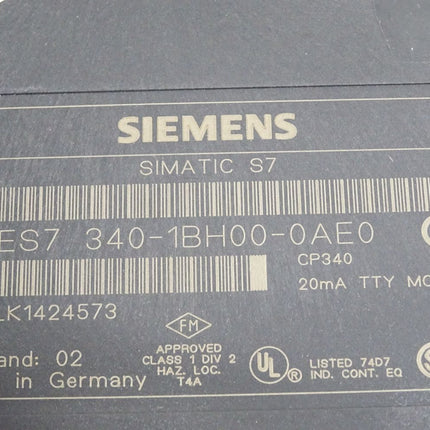 SIEMENS
SIMATIC S7
ES7 340-1BH00-0AE0
CP340
20mA TTY
LK1424573
FM
APPROVED
CLASS 1 DIV 2
HAZ. LOC.
T4A
UL ® LISTED 74D7
IND. CONT. EQ
and: 02
in Germany